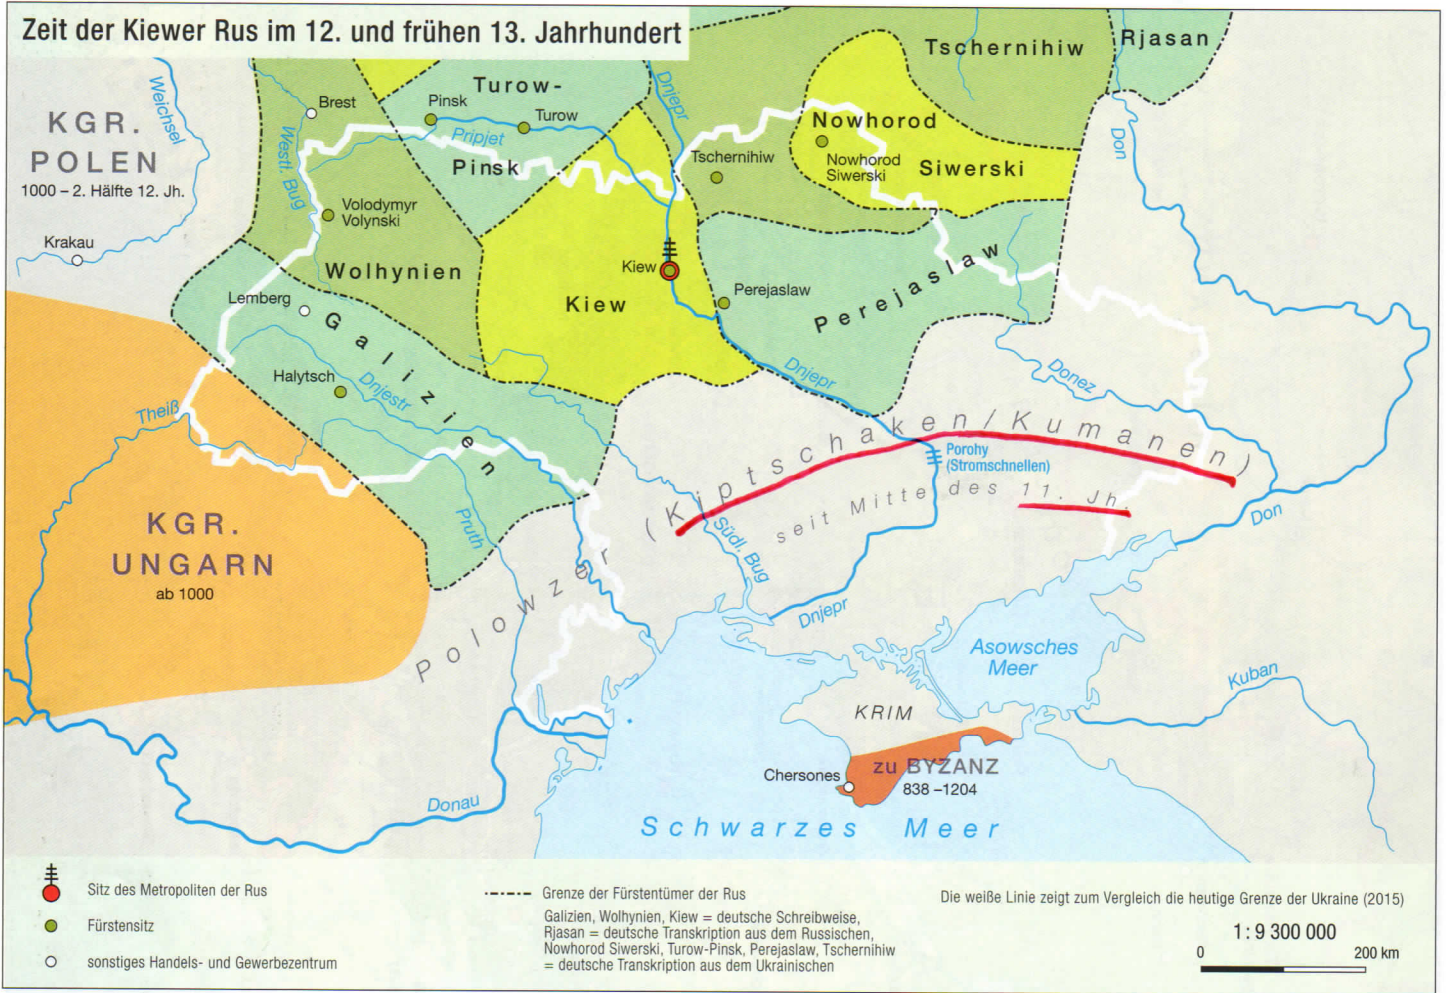 Zeit der Kiewer Rus im 12. und frühen 13. Jahrhundert
Rjasan
Tschernihiw
Turow-
Pinsk
Pinsk
Turow
Pripjet
Dnjepr
Brest
Westl. Bug
Weichsel
KGR.
POLEN
1000 – 2. Hälfte 12. Jh.
Krakau
Nowhorod
Siwerski
Nowhorod
Siwerski
Tschernihiw
Don
Volodymyr
Volynski
Wolhynien
Kiew
Kiew
Perejaslaw
Perejaslaw
Lemberg
Galizien
Halytsch
Dnjestr
Theiß
Dnjepr
Donez
Polowzer (Kiptschaken/Kumanen)
seit Mitte des 11. Jh.
Porohy
(Stromschnellen)
Don
KGR.
UNGARN
ab 1000
Pruth
Südl. Bug
Dnjepr
Asowsches
Meer
Kuban
KRIM
zu BYZANZ
838 –1204
Chersones
Donau
Schwarzes Meer
Sitz des Metropoliten der Rus
Fürstensitz
sonstiges Handels- und Gewerbezentrum
Grenze der Fürstentümer der Rus
Galizien, Wolhynien, Kiew = deutsche Schreibweise,
Rjasan = deutsche Transkription aus dem Russischen,
Nowhorod Siwerski, Turow-Pinsk, Perejaslaw, Tschernihiw
= deutsche Transkription aus dem Ukrainischen
Die weiße Linie zeigt zum Vergleich die heutige Grenze der Ukraine (2015)
1 : 9 300 000
0 200 km